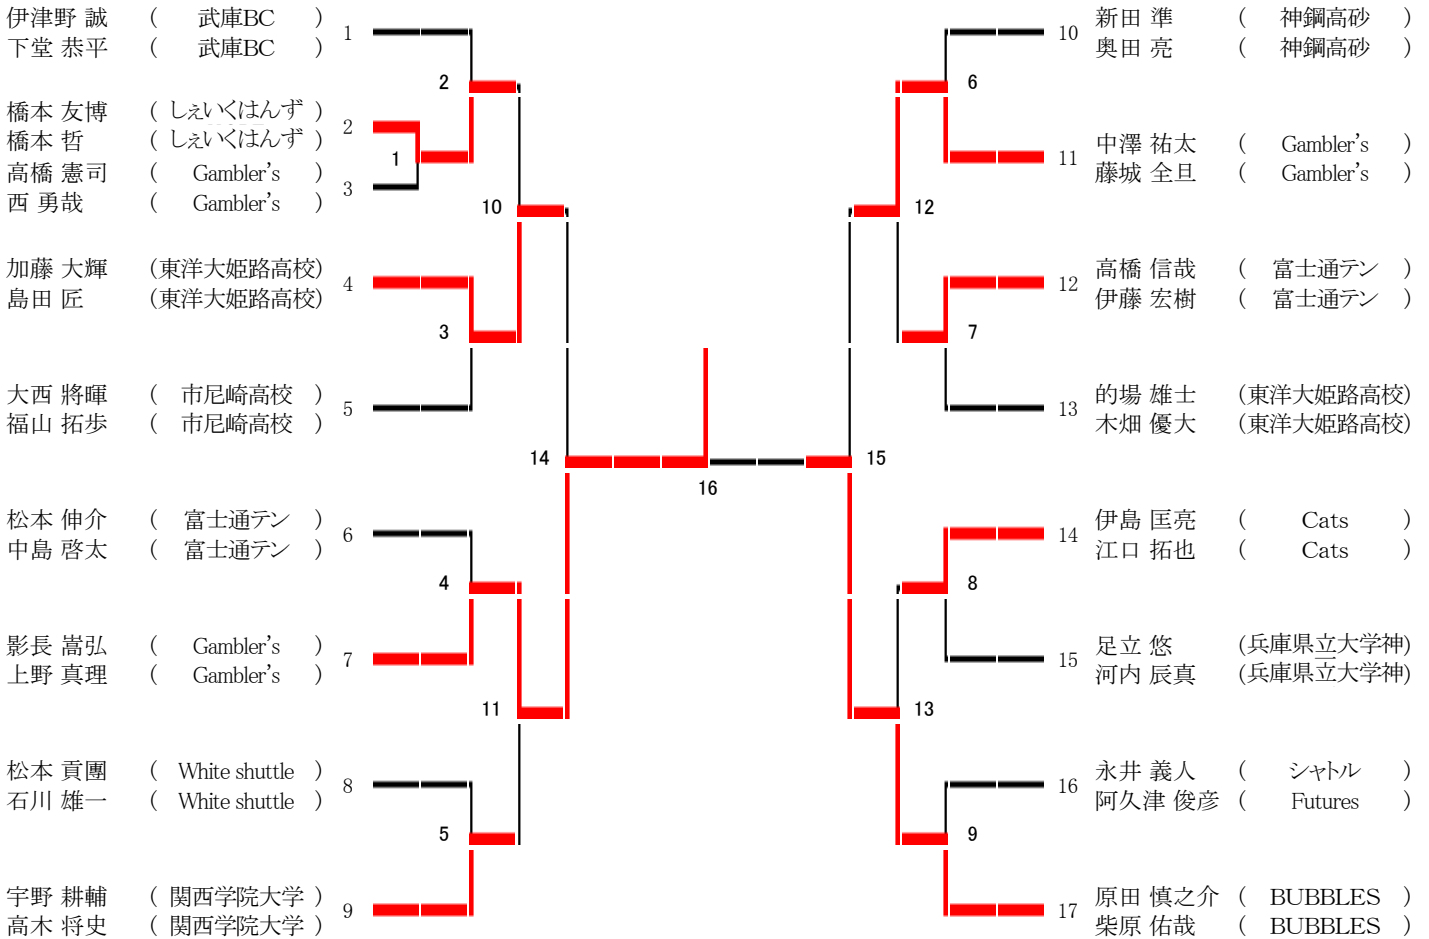 伊津野 誠 ( 武庫BC ) 1
下堂 恭平 ( 武庫BC )
2
橋本 友博 ( しぇいくはんず ) 2
橋本 哲 ( しぇいくはんず )
1
高橋 憲司 ( Gambler's ) 3
西 勇哉 ( Gambler's )
10
加藤 大輝 (東洋大姫路高校) 4
島田 匠 (東洋大姫路高校)
3
大西 將暉 ( 市尼崎高校 ) 5
福山 拓歩 ( 市尼崎高校 )
14
16
松本 伸介 ( 富士通テン ) 6
中島 啓太 ( 富士通テン )
4
影長 嵩弘 ( Gambler's ) 7
上野 真理 ( Gambler's )
11
松本 貢團 ( White shuttle ) 8
石川 雄一 ( White shuttle )
5
宇野 耕輔 ( 関西学院大学 ) 9
高木 将史 ( 関西学院大学 )
10 新田 準 ( 神鋼高砂 )
奥田 亮 ( 神鋼高砂 )
6
11 中澤 祐太 ( Gambler's )
藤城 全旦 ( Gambler's )
12
12 高橋 信哉 ( 富士通テン )
伊藤 宏樹 ( 富士通テン )
7
13 的場 雄士 (東洋大姫路高校)
木畑 優大 (東洋大姫路高校)
15
14 伊島 匡亮 ( Cats )
江口 拓也 ( Cats )
8
15 足立 悠 (兵庫県立大学神)
河内 辰真 (兵庫県立大学神)
13
16 永井 義人 ( シャトル )
阿久津 俊彦 ( Futures )
9
17 原田 慎之介 ( BUBBLES )
柴原 佑哉 ( BUBBLES )